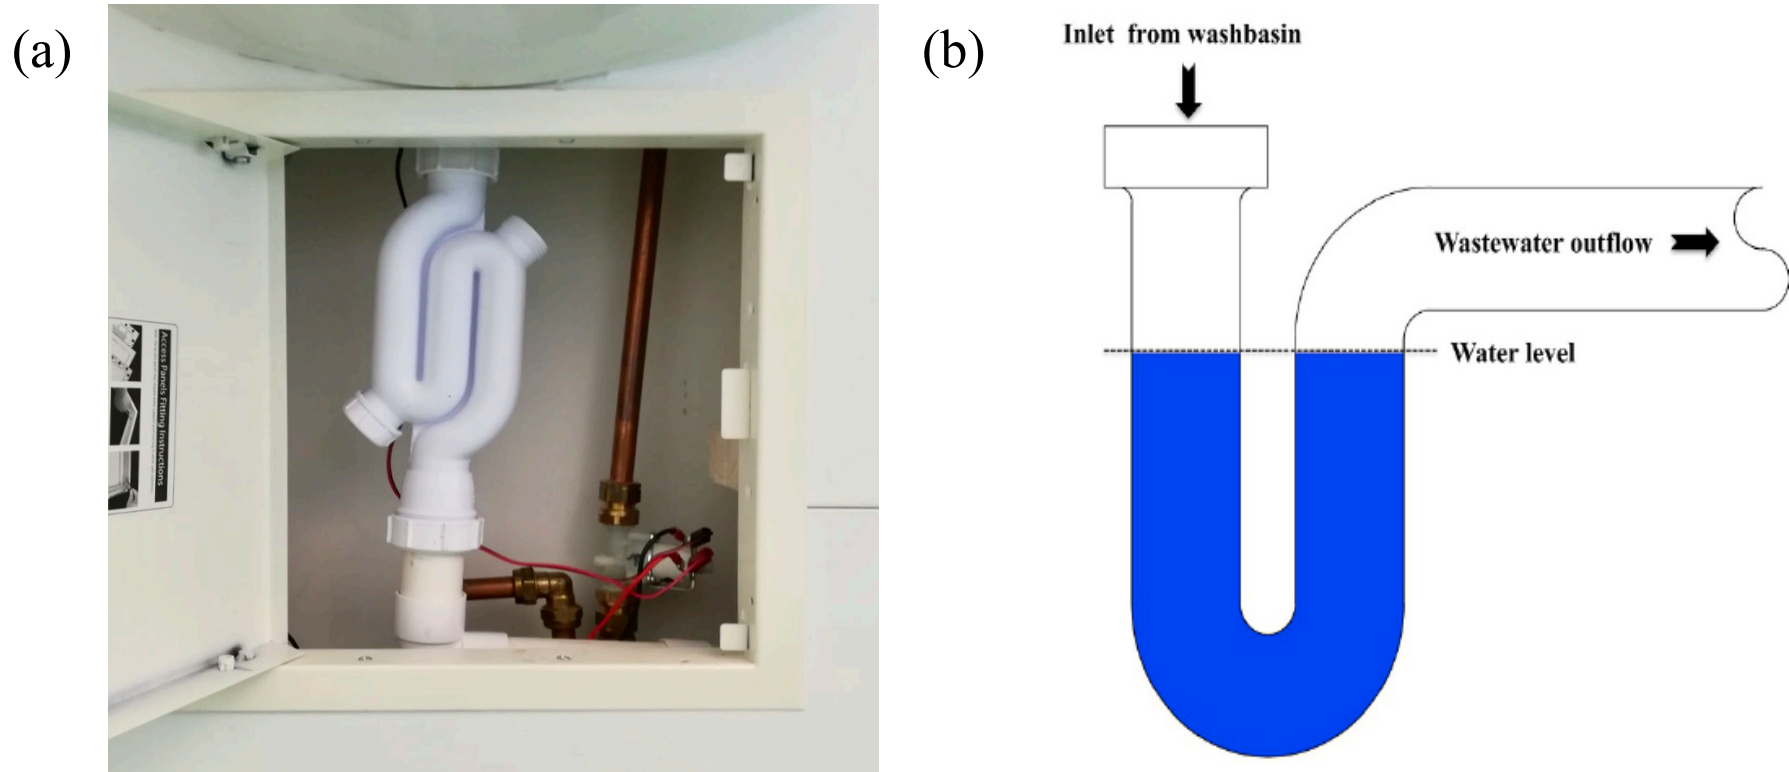 (a)
Access Panels Fitting Instructions
(b)
Inlet from washbasin
Wastewater outflow
Water level